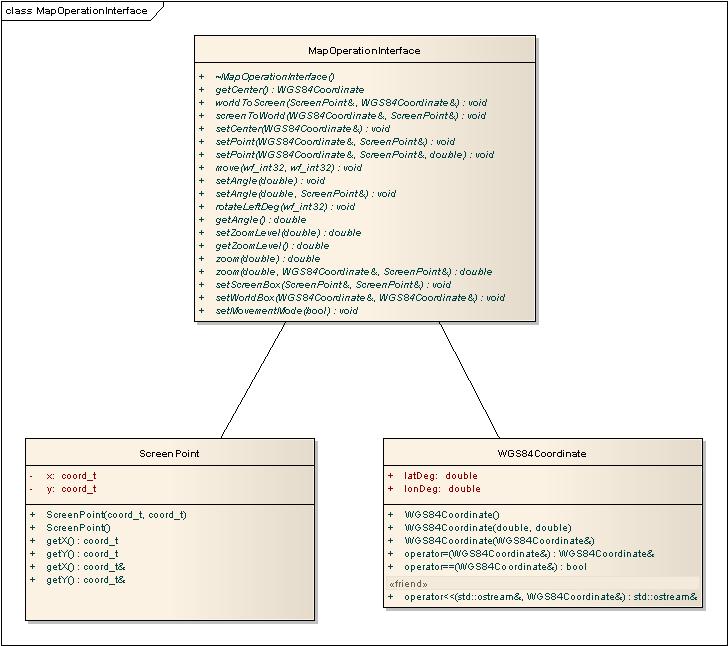 class MapOperationInterface
MapOperationInterface
+ ~MapOperationInterface()
+ getCenter() : WGS84Coordinate
+ worldToScreen(ScreenPoint&, WGS84Coordinate&) : void
+ screenToWorld(WGS84Coordinate&, ScreenPoint&) : void
+ setCenter(WGS84Coordinate&) : void
+ setPoint(WGS84Coordinate&, ScreenPoint&) : void
+ setPoint(WGS84Coordinate&, ScreenPoint&, double) : void
+ move(wf_int32, wf_int32) : void
+ setAngle(double) : void
+ setAngle(double, ScreenPoint&) : void
+ rotateLeftDeg(wf_int32) : void
+ getAngle() : double
+ setZoomLevel(double) : double
+ getZoomLevel() : double
+ zoom(double) : double
+ zoom(double, WGS84Coordinate&, ScreenPoint&) : double
+ setScreenBox(ScreenPoint&, ScreenPoint&) : void
+ setWorldBox(WGS84Coordinate&, WGS84Coordinate&) : void
+ setMovementMode(bool) : void
ScreenPoint
- x: coord_t
- y: coord_t
+ ScreenPoint(coord_t, coord_t)
+ ScreenPoint()
+ getX() : coord_t
+ getY() : coord_t
+ getX() : coord_t&
+ getY() : coord_t&
WGS84Coordinate
+ latDeg: double
+ lonDeg: double
+ WGS84Coordinate()
+ WGS84Coordinate(double, double)
+ WGS84Coordinate(WGS84Coordinate&)
+ operator=(WGS84Coordinate&) : WGS84Coordinate&
+ operator==(WGS84Coordinate&) : bool
«friend»
+ operator<<(std::ostream&, WGS84Coordinate&) : std::ostream&